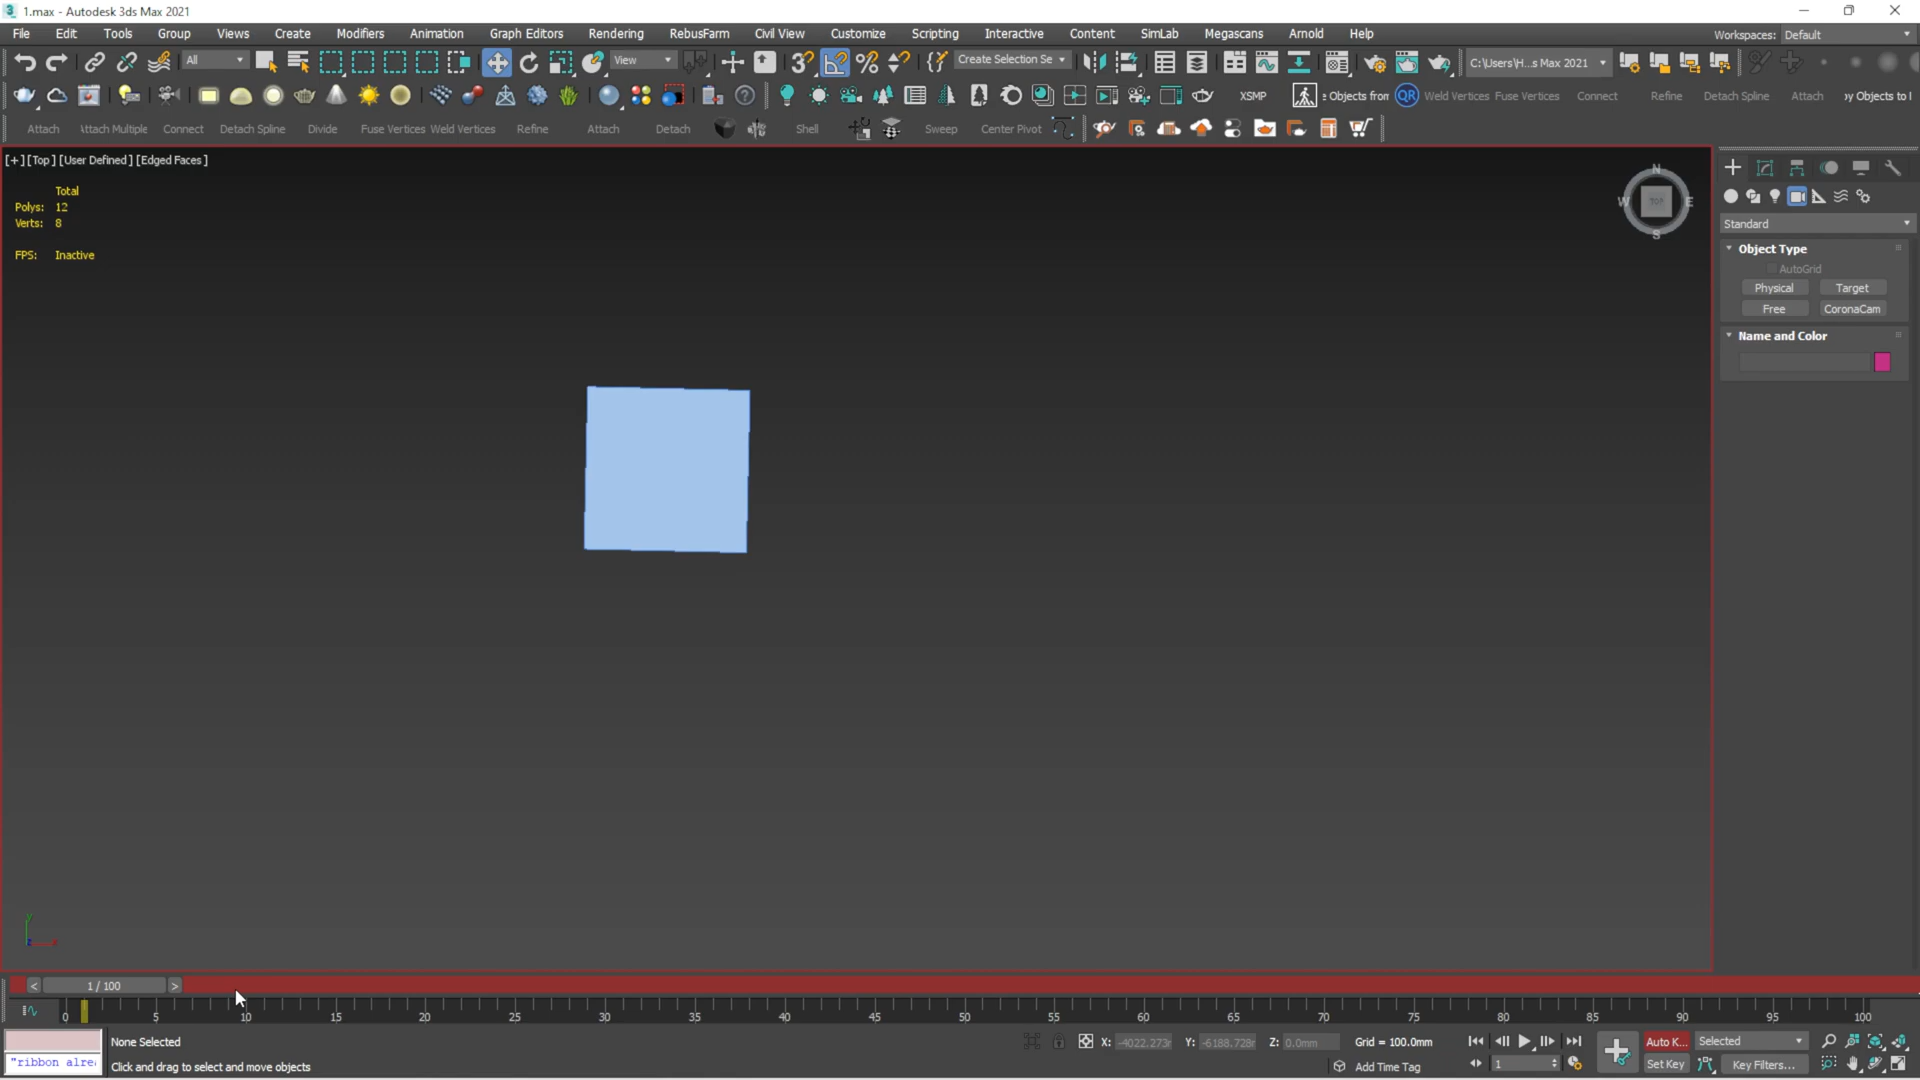 1.max - Autodesk 3ds Max 2021
File Edit Tools Group Views Create Modifiers Animation Graph Editors Rendering RebusFarm Civil View Customize Scripting Interactive Content SimLab Megascans Arnold Help Workspaces: Default
All View Create Selection Se C:\Users\H...s Max 2021
XSMP Objects from QR Weld Vertices Fuse Vertices Connect Refine Detach Spline Attach oy Objects to
Attach Attach Multiple Connect Detach Spline Divide Fuse Vertices Weld Vertices Refine Attach Detach Shell Sweep Center Pivot
[+] [Top] [User Defined] [Edged Faces]
Total
Polys: 12
Verts: 8
FPS: Inactive
N
W TOP E
S
Standard
Object Type
AutoGrid
Physical Target
Free CoronaCam
Name and Color
y
z x
< 1 / 100 >
0 5 10 15 20 25 30 35 40 45 50 55 60 65 70 75 80 85 90 95 100
None Selected X: -4022.273r Y: -6188.728r Z: 0.0mm Grid = 100.0mm Auto K... Selected
"ribbon alre Click and drag to select and move objects Add Time Tag 1 Set Key Key Filters...